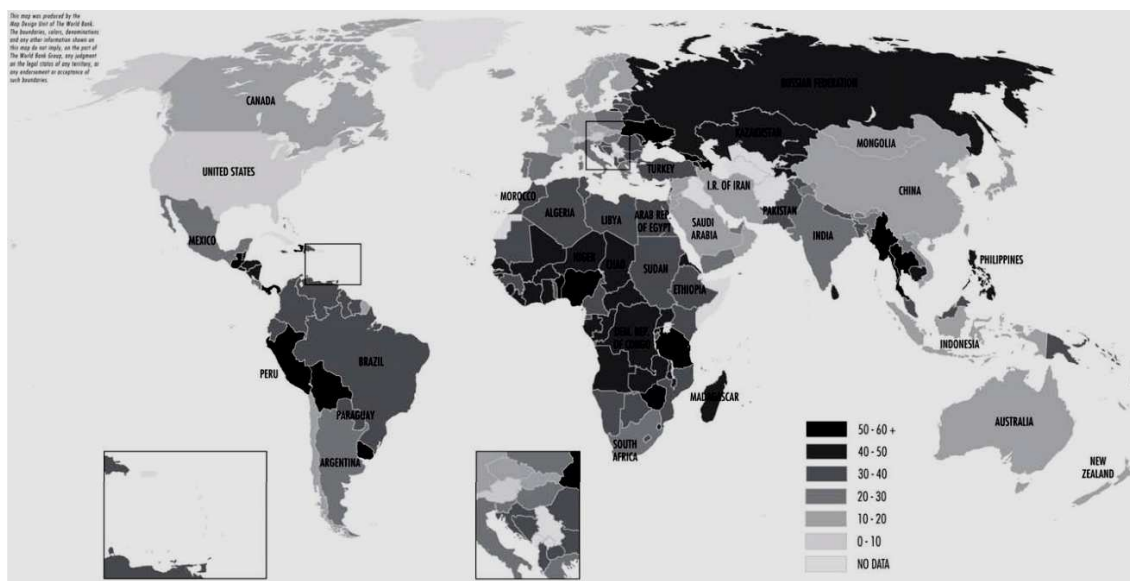 This map was produced by the
Map Design Unit of The World Bank.
The boundaries, colors, denominations
and any other information shown on
this map do not imply, on the part of
The World Bank Group, any judgment
on the legal status of any territory, or
any endorsement or acceptance of
such boundaries.
CANADA
UNITED STATES
MEXICO
PERU
BRAZIL
PARAGUAY
ARGENTINA
RUSSIAN FEDERATION
KAZAKHSTAN
MONGOLIA
CHINA
TURKEY
I.R. OF IRAN
PAKISTAN
INDIA
SAUDI
ARABIA
MOROCCO
ALGERIA
LIBYA
ARAB REP.
OF EGYPT
NIGER
CHAD
SUDAN
ETHIOPIA
DEM. REP.
OF CONGO
MADAGASCAR
SOUTH
AFRICA
PHILIPPINES
INDONESIA
AUSTRALIA
NEW
ZEALAND
50 - 60 +
40 - 50
30 - 40
20 - 30
10 - 20
0 - 10
NO DATA